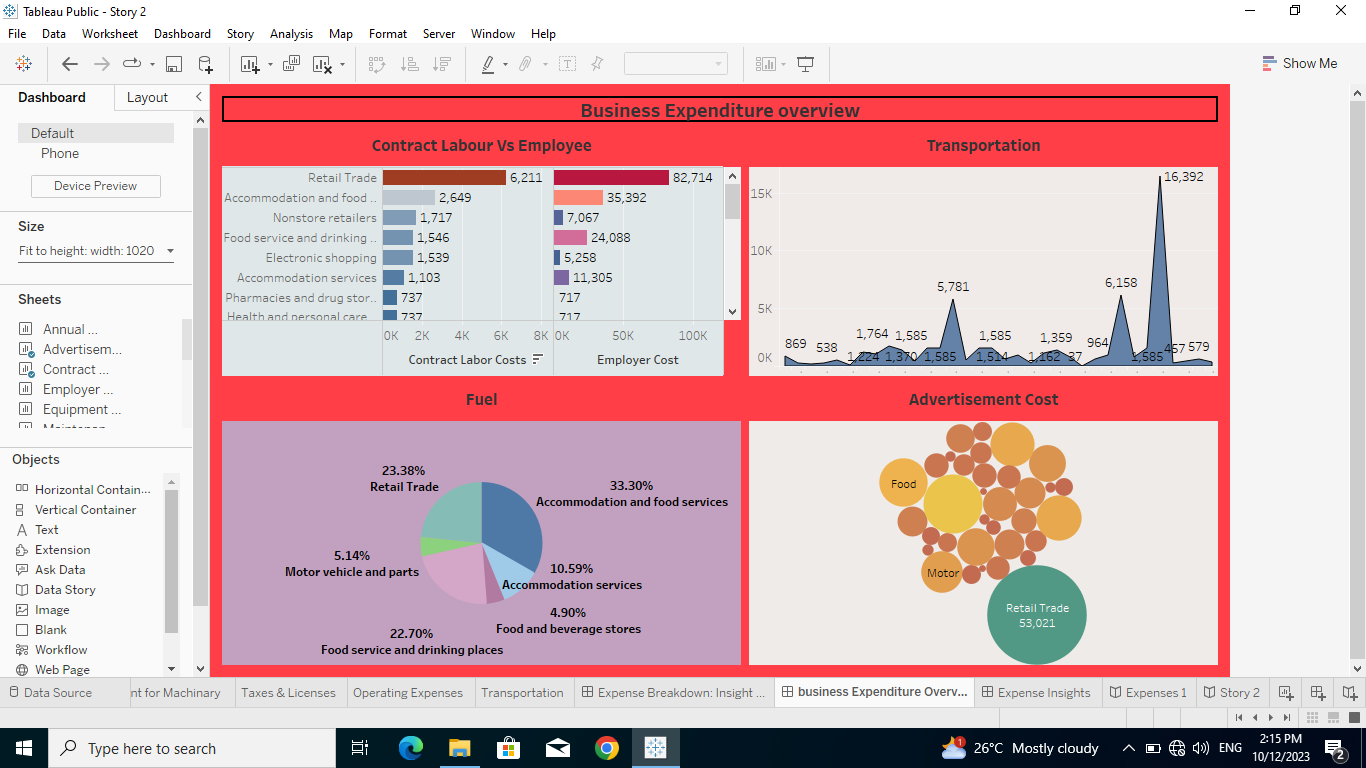 Tableau Public - Story 2
File Data Worksheet Dashboard Story Analysis Map Format Server Window Help
Show Me
Dashboard Layout
Default
Phone
Device Preview
Size
Fit to height: width: 1020
Sheets
Annual ...
Advertisem...
Contract ...
Employer ...
Equipment ...
Objects
Horizontal Contain...
Vertical Container
Text
Extension
Ask Data
Data Story
Image
Blank
Workflow
Web Page
Business Expenditure overview
Contract Labour Vs Employee
Retail Trade 6,211 82,714
Accommodation and food .. 2,649 35,392
Nonstore retailers 1,717 7,067
Food service and drinking .. 1,546 24,088
Electronic shopping 1,539 5,258
Accommodation services 1,103 11,305
Pharmacies and drug stor.. 737 717
Health and personal care 737 717
0K 2K 4K 6K 8K 0K 50K 100K
Contract Labor Costs Employer Cost
Transportation
16,392
15K
10K
5,781 6,158
5K
1,764 1,585 1,585 1,359
869 538 964 457 579
0K 1,224 1,370 1,585 1,514 1,162 37 1,585
Fuel
23.38%
Retail Trade
33.30%
Accommodation and food services
5.14%
Motor vehicle and parts
10.59%
Accommodation services
4.90%
Food and beverage stores
22.70%
Food service and drinking places
Advertisement Cost
Food
Motor
Retail Trade
53,021
Data Source nt for Machinary Taxes & Licenses Operating Expenses Transportation Expense Breakdown: Insight ... business Expenditure Overv... Expense Insights Expenses 1 Story 2
Type here to search
1
26°C Mostly cloudy
ENG
2:15 PM
10/12/2023
2